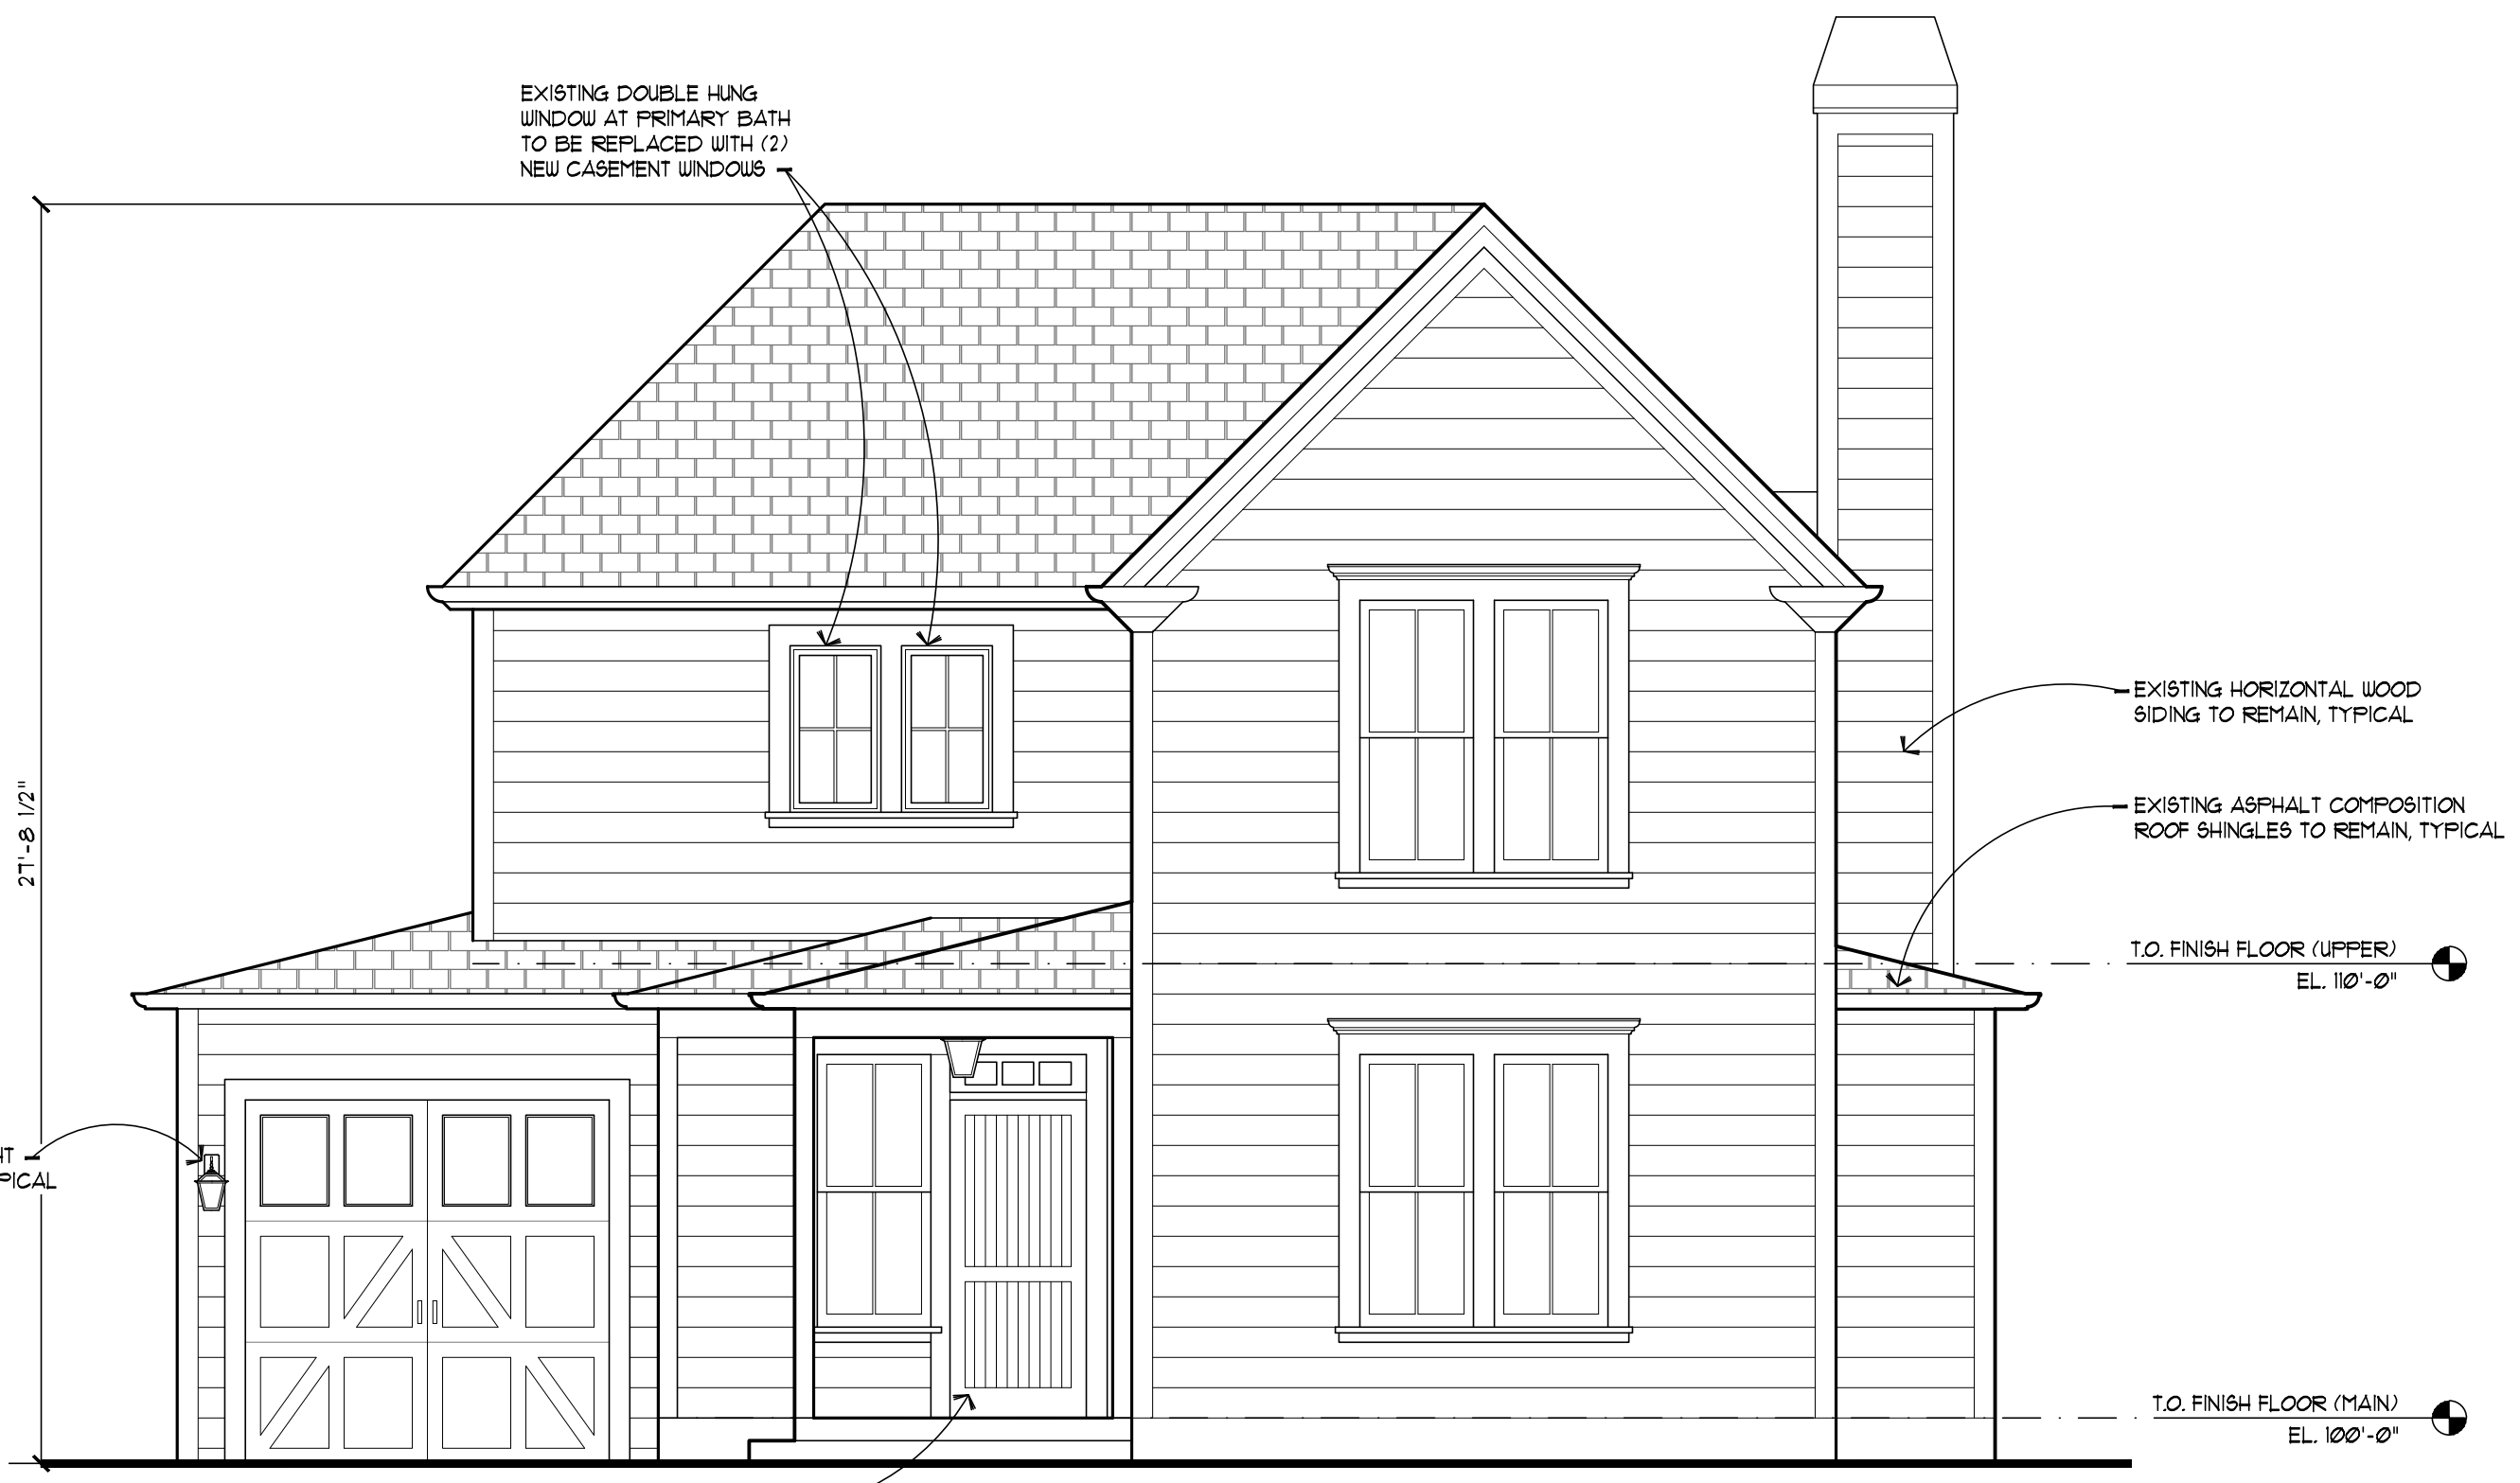 EXISTING DOUBLE HUNG
WINDOW AT PRIMARY BATH
TO BE REPLACED WITH (2)
NEW CASEMENT WINDOWS
27'-8 1/2"
EXISTING HORIZONTAL WOOD
SIDING TO REMAIN, TYPICAL
EXISTING ASPHALT COMPOSITION
ROOF SHINGLES TO REMAIN, TYPICAL
T.O. FINISH FLOOR (UPPER)
EL. 110'-0"
HT
PICAL
T.O. FINISH FLOOR (MAIN)
EL. 100'-0"